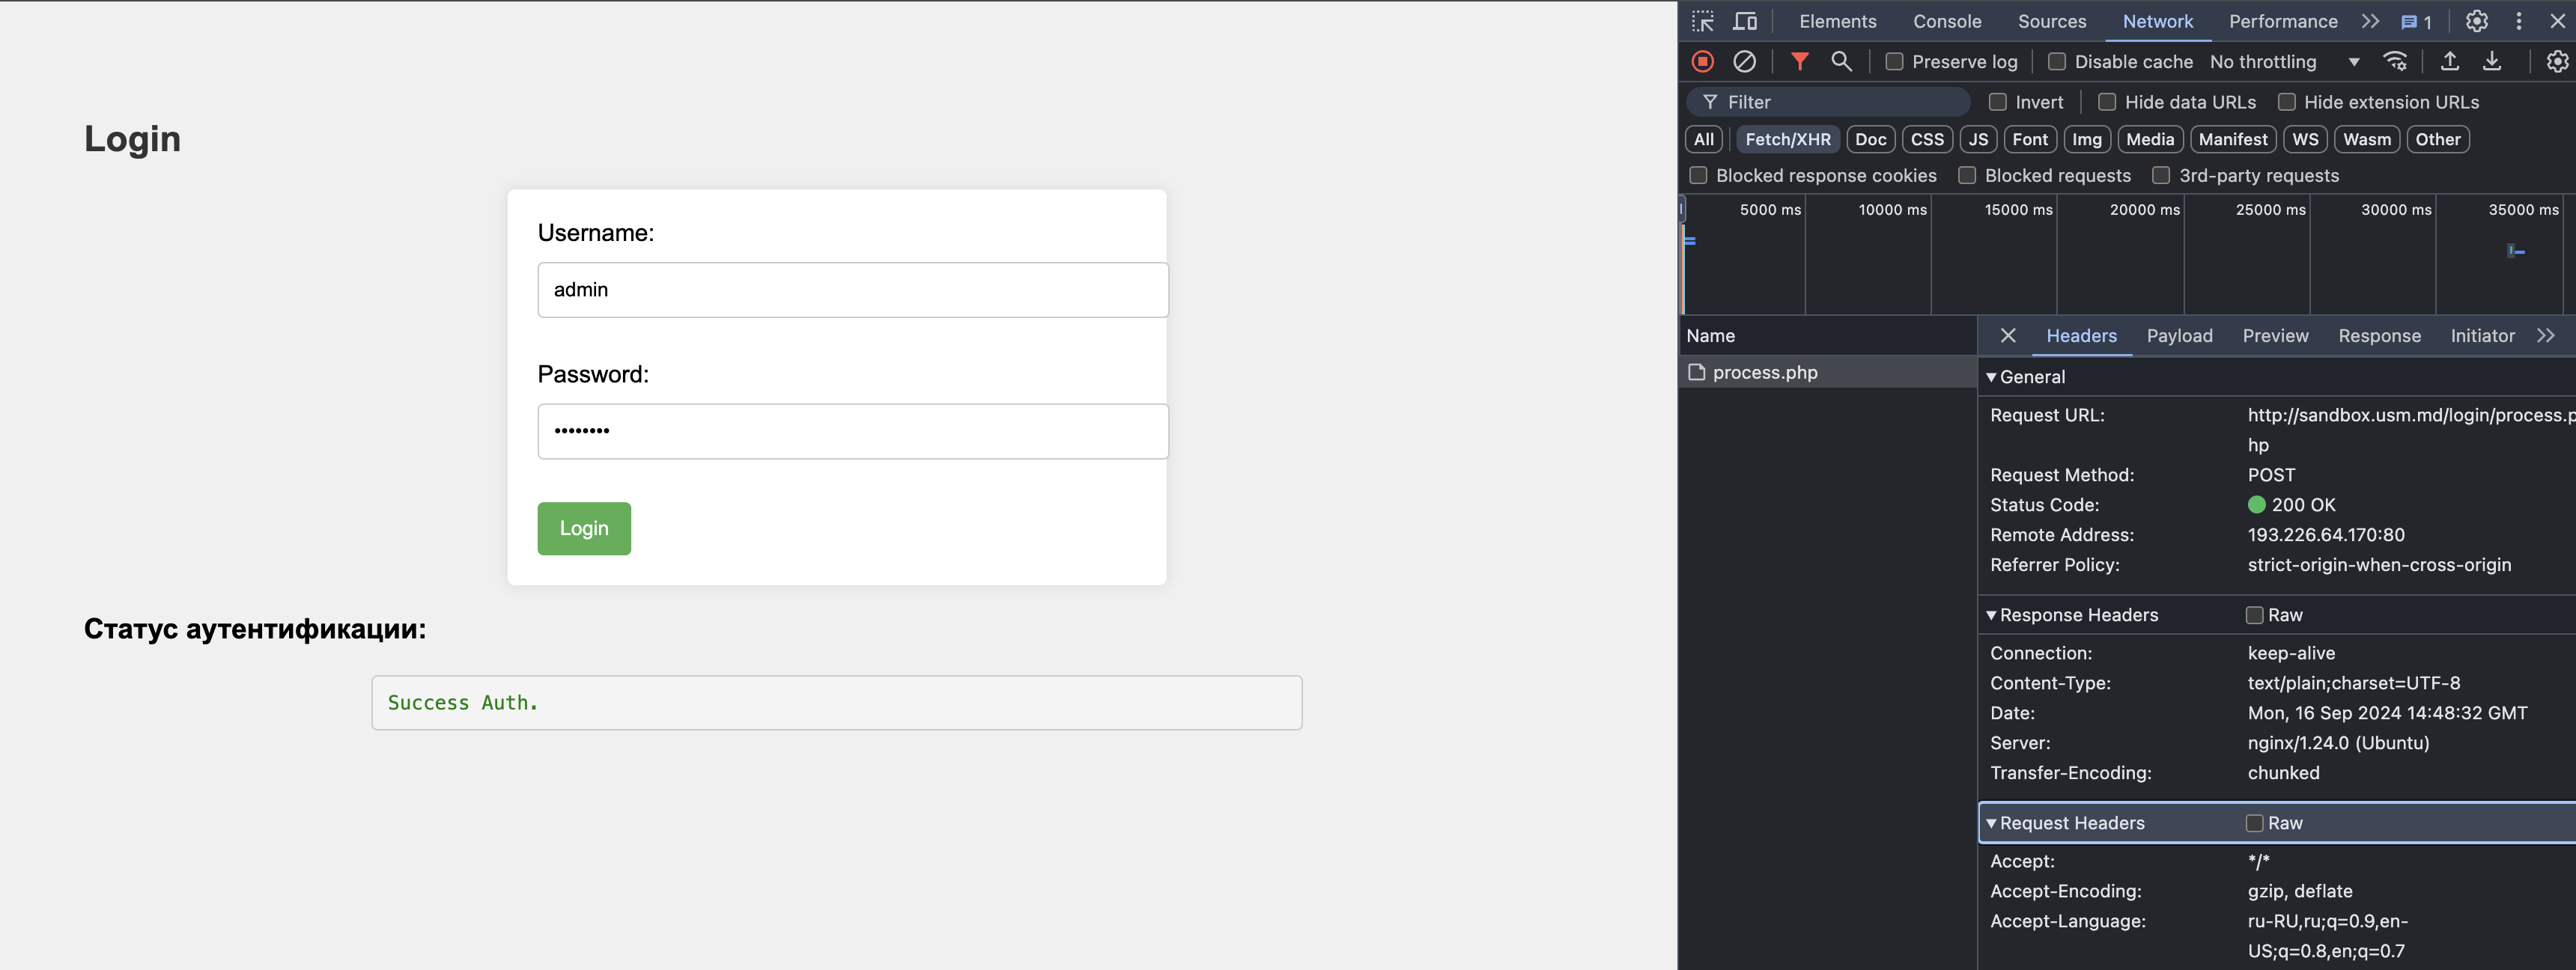 Login
Username:
admin
Password:
••••••••
Login
Статус аутентификации:
Success Auth.
Elements Console Sources Network Performance 1
Preserve log Disable cache No throttling
Filter Invert Hide data URLs Hide extension URLs
All Fetch/XHR Doc CSS JS Font Img Media Manifest WS Wasm Other
Blocked response cookies Blocked requests 3rd-party requests
5000 ms 10000 ms 15000 ms 20000 ms 25000 ms 30000 ms 35000 ms
Name
process.php
Headers Payload Preview Response Initiator
General
Request URL: http://sandbox.usm.md/login/process.p
hp
Request Method: POST
Status Code: 200 OK
Remote Address: 193.226.64.170:80
Referrer Policy: strict-origin-when-cross-origin
Response Headers Raw
Connection: keep-alive
Content-Type: text/plain;charset=UTF-8
Date: Mon, 16 Sep 2024 14:48:32 GMT
Server: nginx/1.24.0 (Ubuntu)
Transfer-Encoding: chunked
Request Headers Raw
Accept: */*
Accept-Encoding: gzip, deflate
Accept-Language: ru-RU,ru;q=0.9,en-
US;q=0.8,en;q=0.7